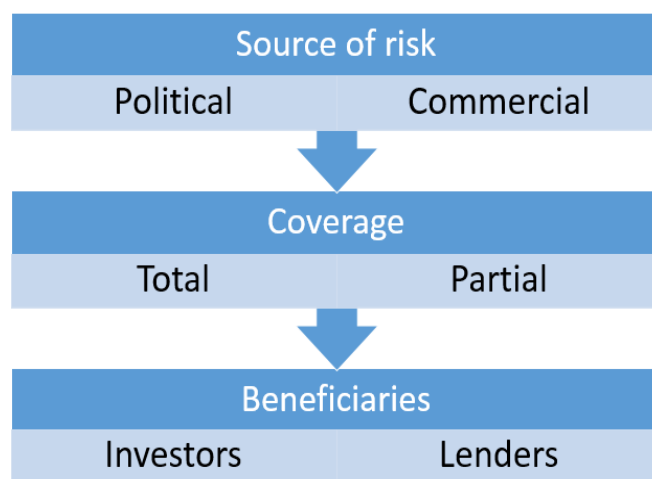 Source of risk
Political Commercial
Coverage
Total Partial
Beneficiaries
Investors Lenders